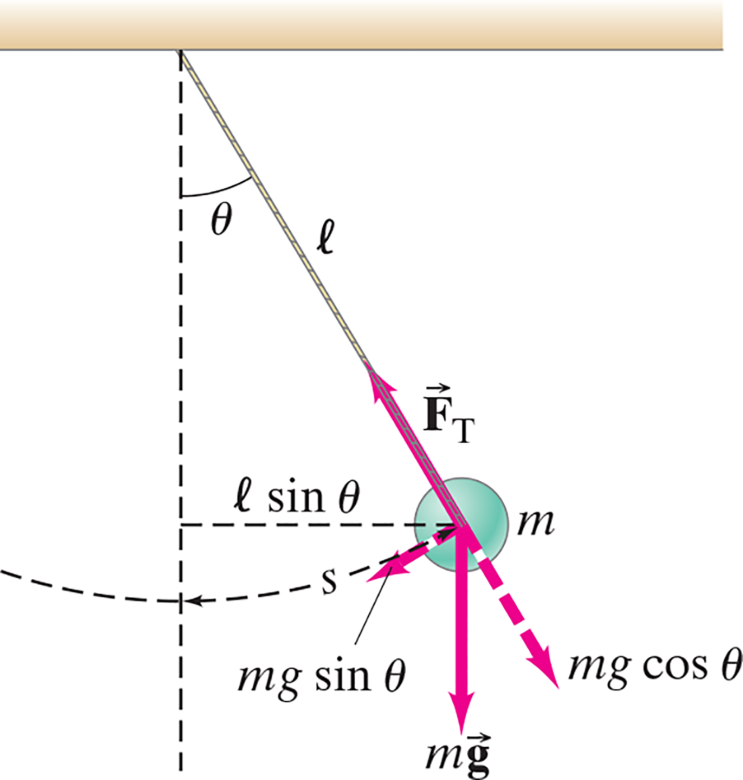 θ
ℓ
F⃗T
ℓ sin θ
m
s
mg sin θ
mg cos θ
mg⃗